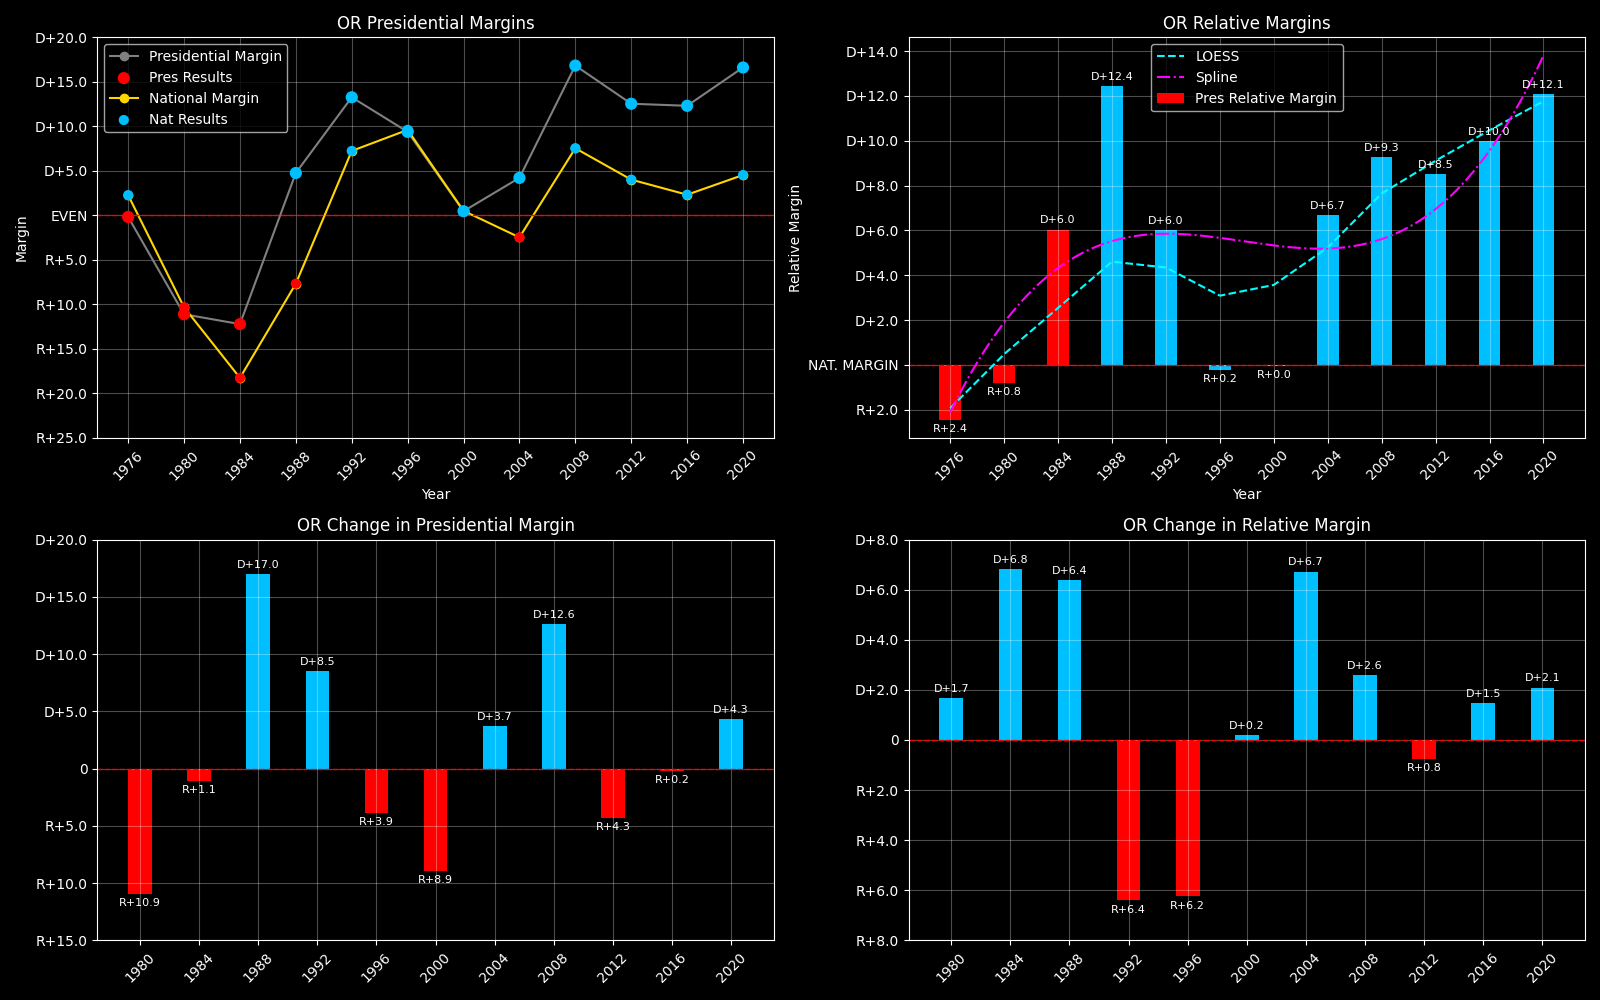 OR Presidential Margins
D+20.0
D+15.0
D+10.0
D+5.0
EVEN
R+5.0
R+10.0
R+15.0
R+20.0
R+25.0
Margin
Presidential Margin
Pres Results
National Margin
Nat Results
1976
1980
1984
1988
1992
1996
2000
2004
2008
2012
2016
2020
Year
OR Relative Margins
D+14.0
D+12.0
D+10.0
D+8.0
D+6.0
D+4.0
D+2.0
NAT. MARGIN
R+2.0
Relative Margin
LOESS
Spline
Pres Relative Margin
R+2.4
R+0.8
D+6.0
D+12.4
D+6.0
R+0.2
R+0.0
D+6.7
D+9.3
D+8.5
D+10.0
D+12.1
1976
1980
1984
1988
1992
1996
2000
2004
2008
2012
2016
2020
Year
OR Change in Presidential Margin
D+20.0
D+15.0
D+10.0
D+5.0
0
R+5.0
R+10.0
R+15.0
R+10.9
R+1.1
D+17.0
D+8.5
R+3.9
R+8.9
D+3.7
D+12.6
R+4.3
R+0.2
D+4.3
1980
1984
1988
1992
1996
2000
2004
2008
2012
2016
2020
OR Change in Relative Margin
D+8.0
D+6.0
D+4.0
D+2.0
0
R+2.0
R+4.0
R+6.0
R+8.0
D+1.7
D+6.8
D+6.4
R+6.4
R+6.2
D+0.2
D+6.7
D+2.6
R+0.8
D+1.5
D+2.1
1980
1984
1988
1992
1996
2000
2004
2008
2012
2016
2020